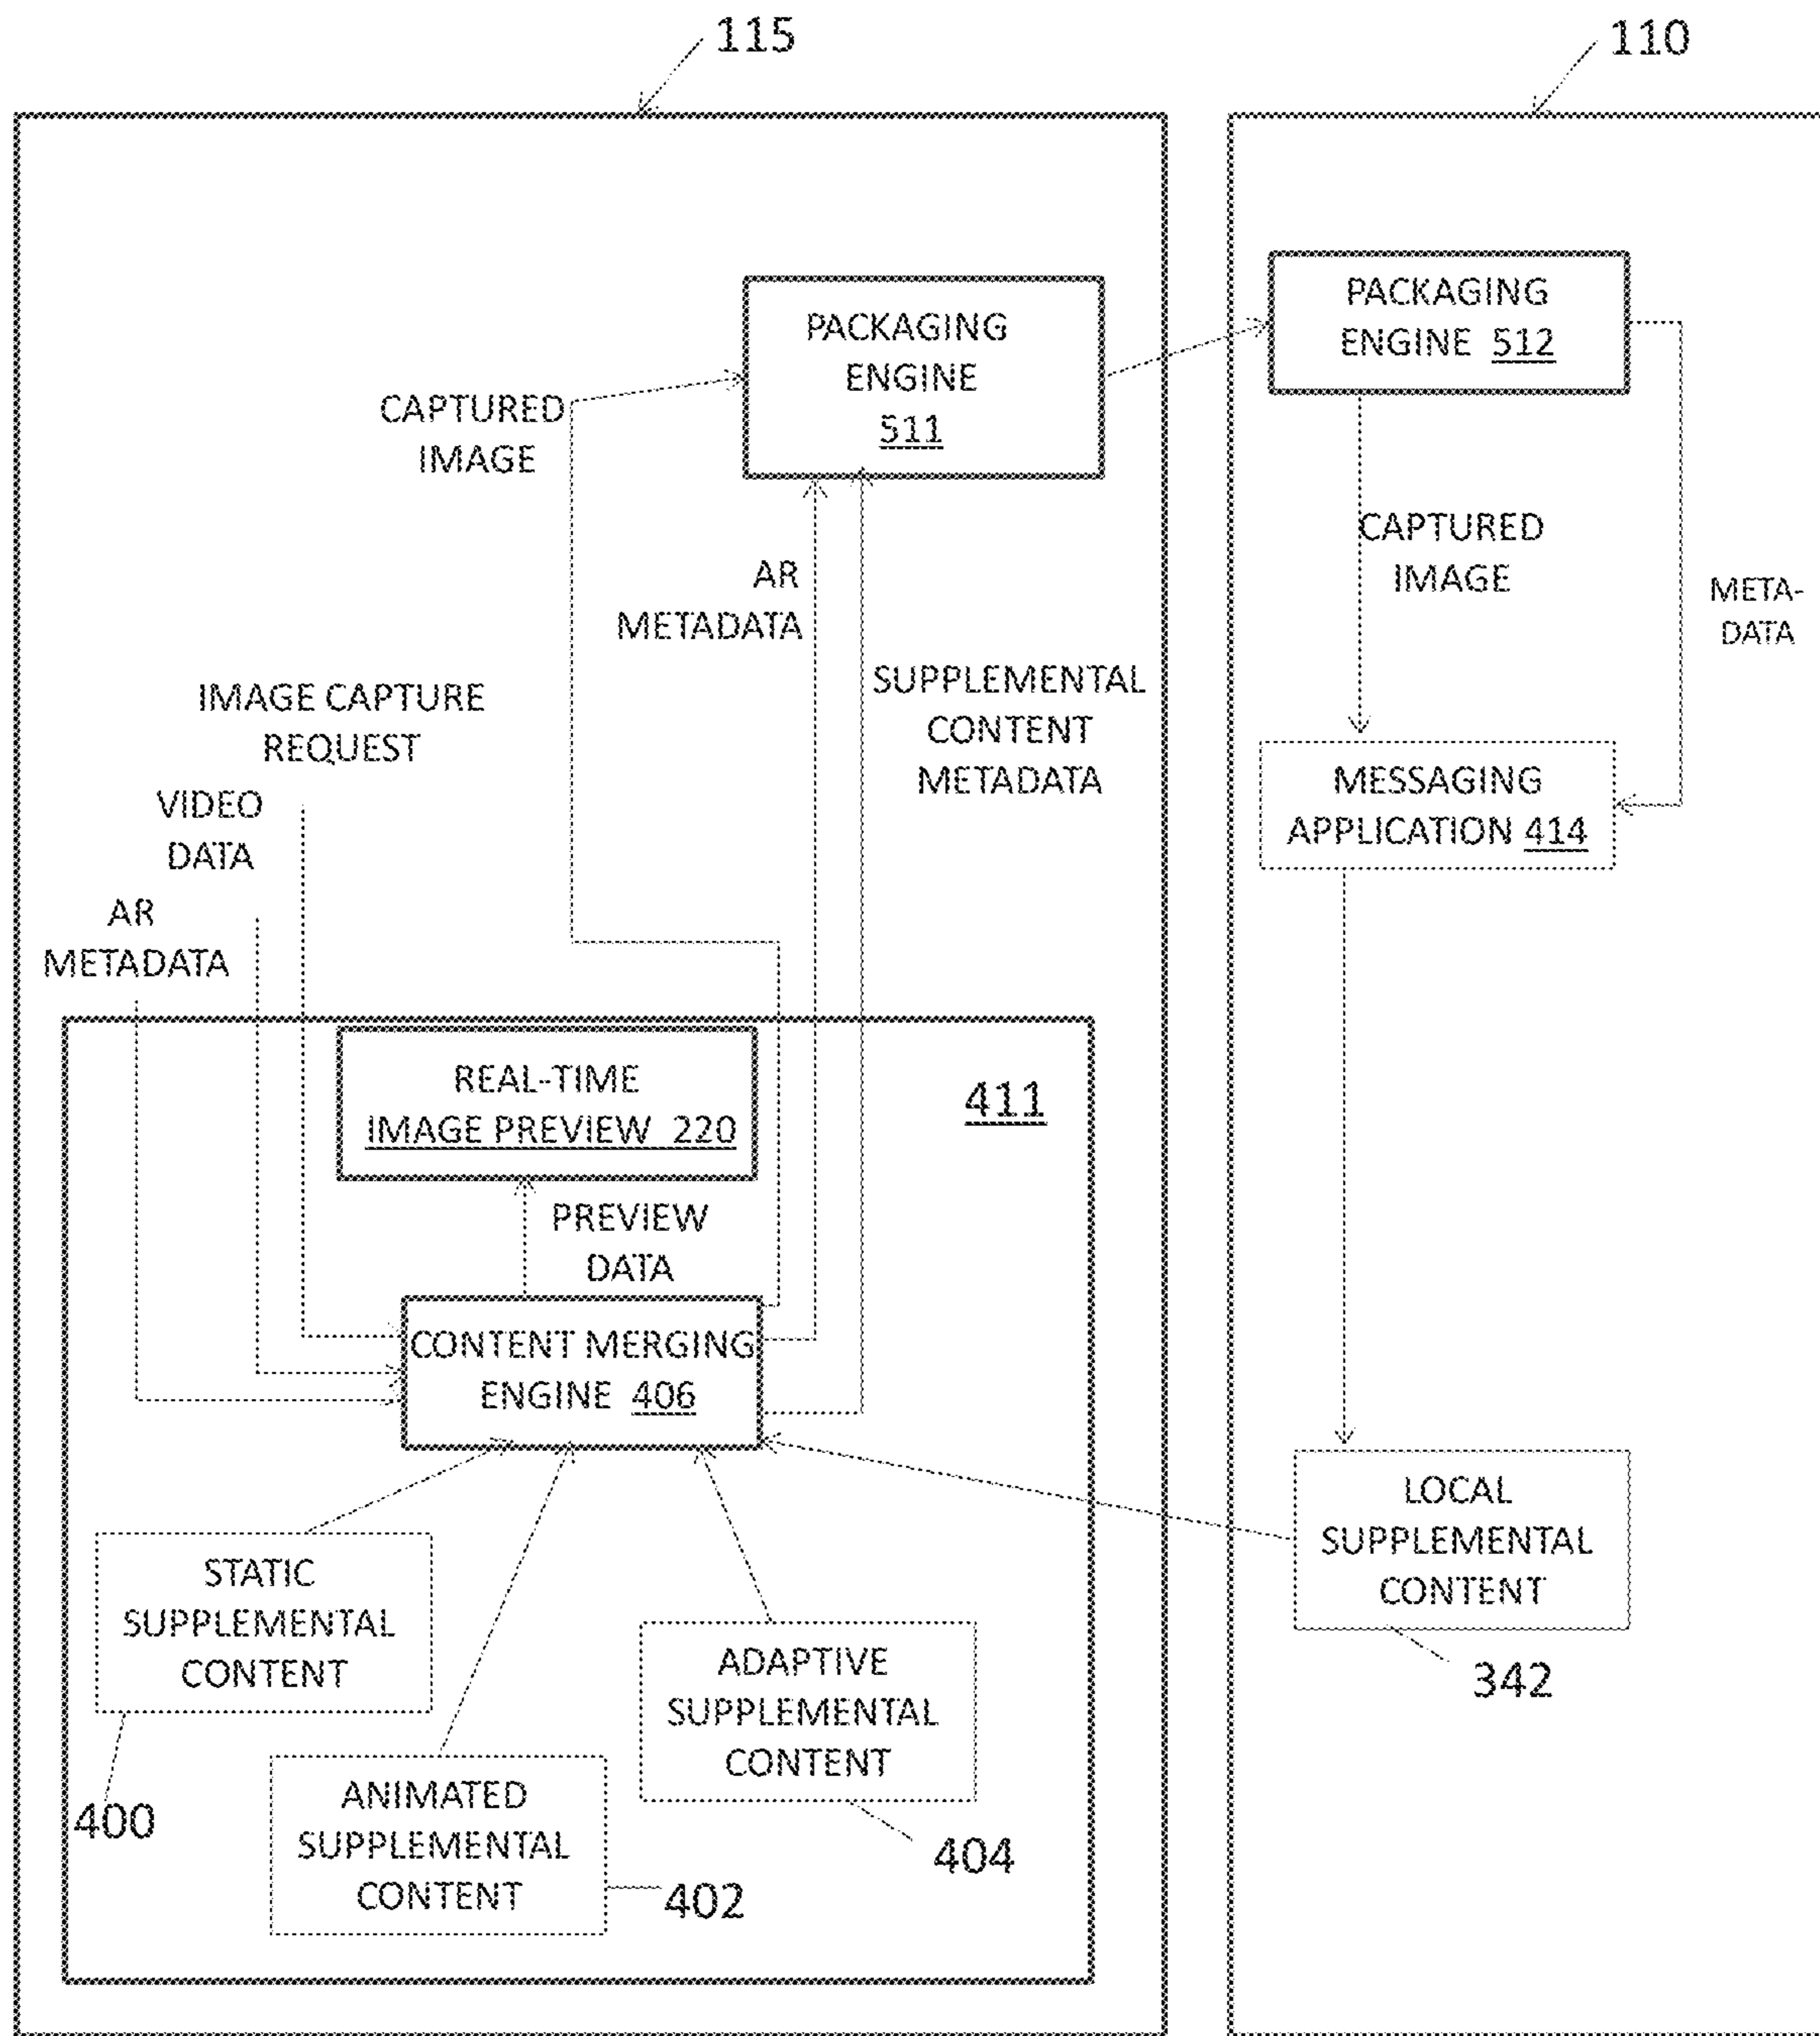 115
110
PACKAGING
ENGINE
511
PACKAGING
ENGINE 512
CAPTURED
IMAGE
CAPTURED
IMAGE
AR
METADATA
META-
DATA
SUPPLEMENTAL
CONTENT
METADATA
IMAGE CAPTURE
REQUEST
VIDEO
DATA
AR
METADATA
MESSAGING
APPLICATION 414
REAL-TIME
IMAGE PREVIEW 220
411
PREVIEW
DATA
CONTENT MERGING
ENGINE 406
LOCAL
SUPPLEMENTAL
CONTENT
342
STATIC
SUPPLEMENTAL
CONTENT
400
ADAPTIVE
SUPPLEMENTAL
CONTENT
404
ANIMATED
SUPPLEMENTAL
CONTENT
402